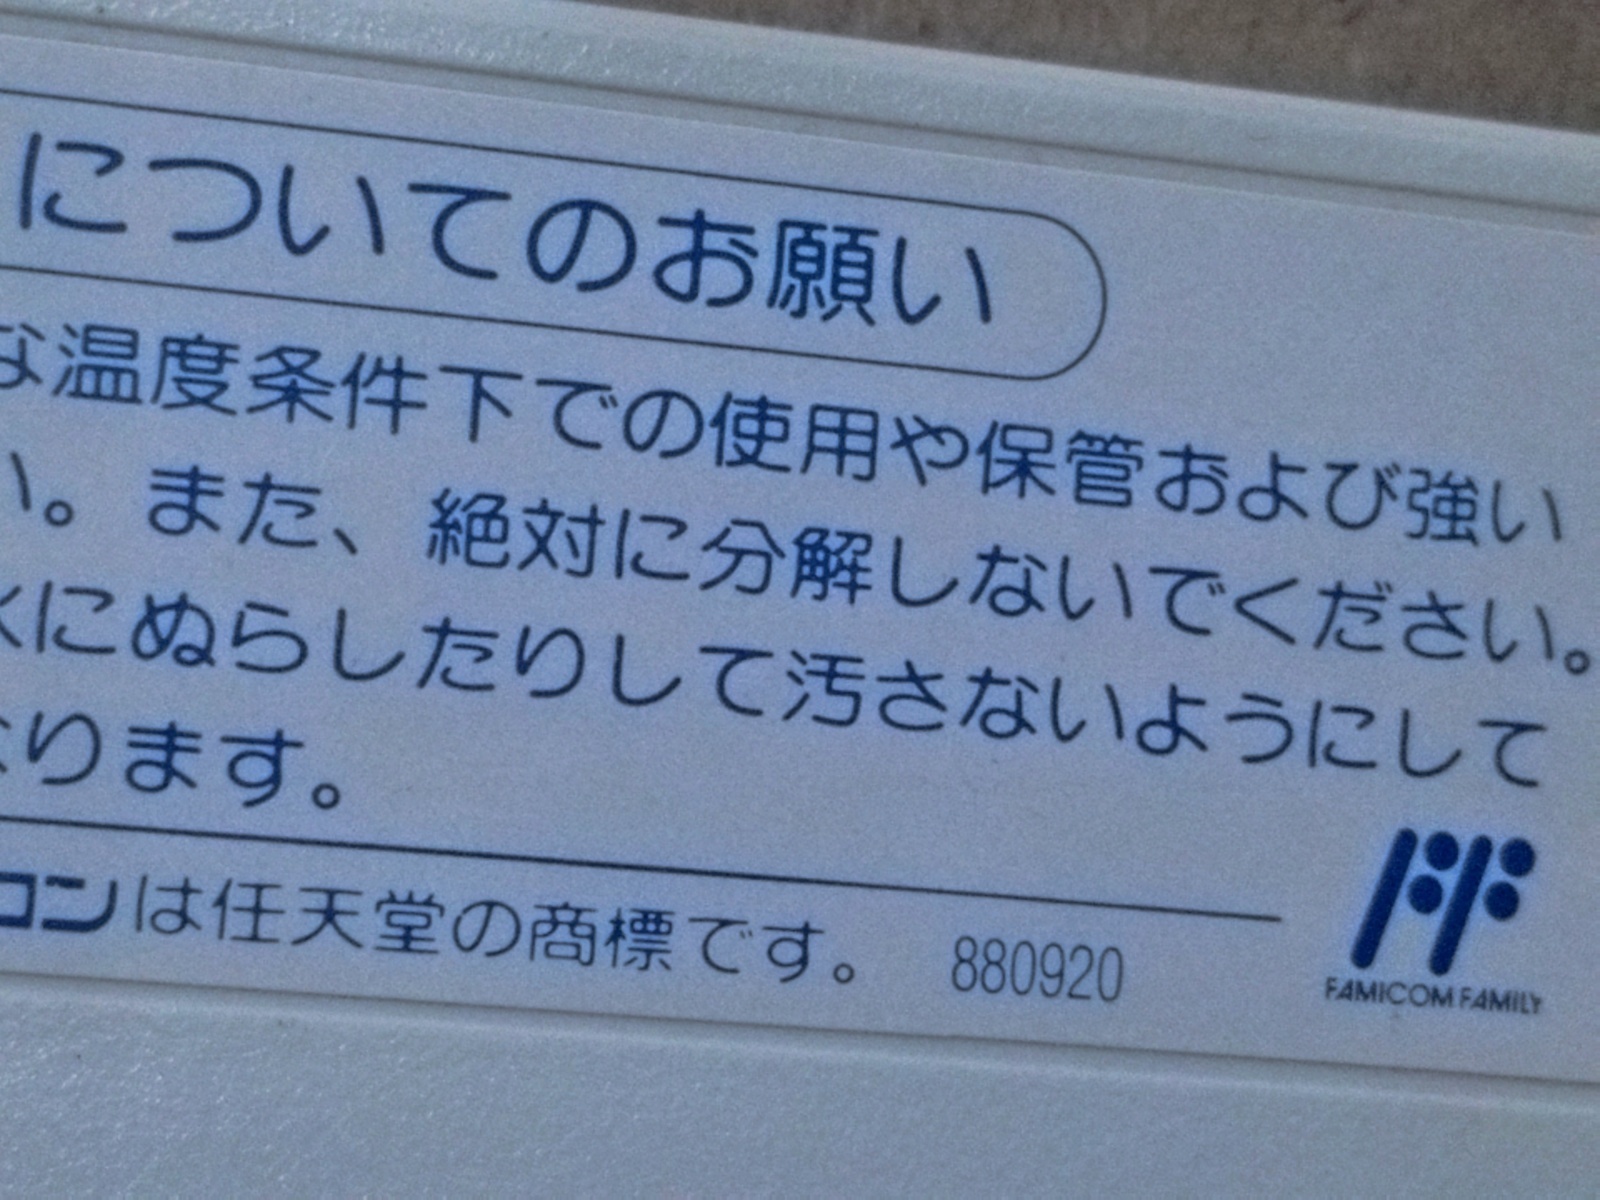 についてのお願い
な温度条件下での使用や保管および強い
い。また、絶対に分解しないでください。
水にぬらしたりして汚さないようにして
なります。
コンは任天堂の商標です。 880920
FAMICOM FAMILY